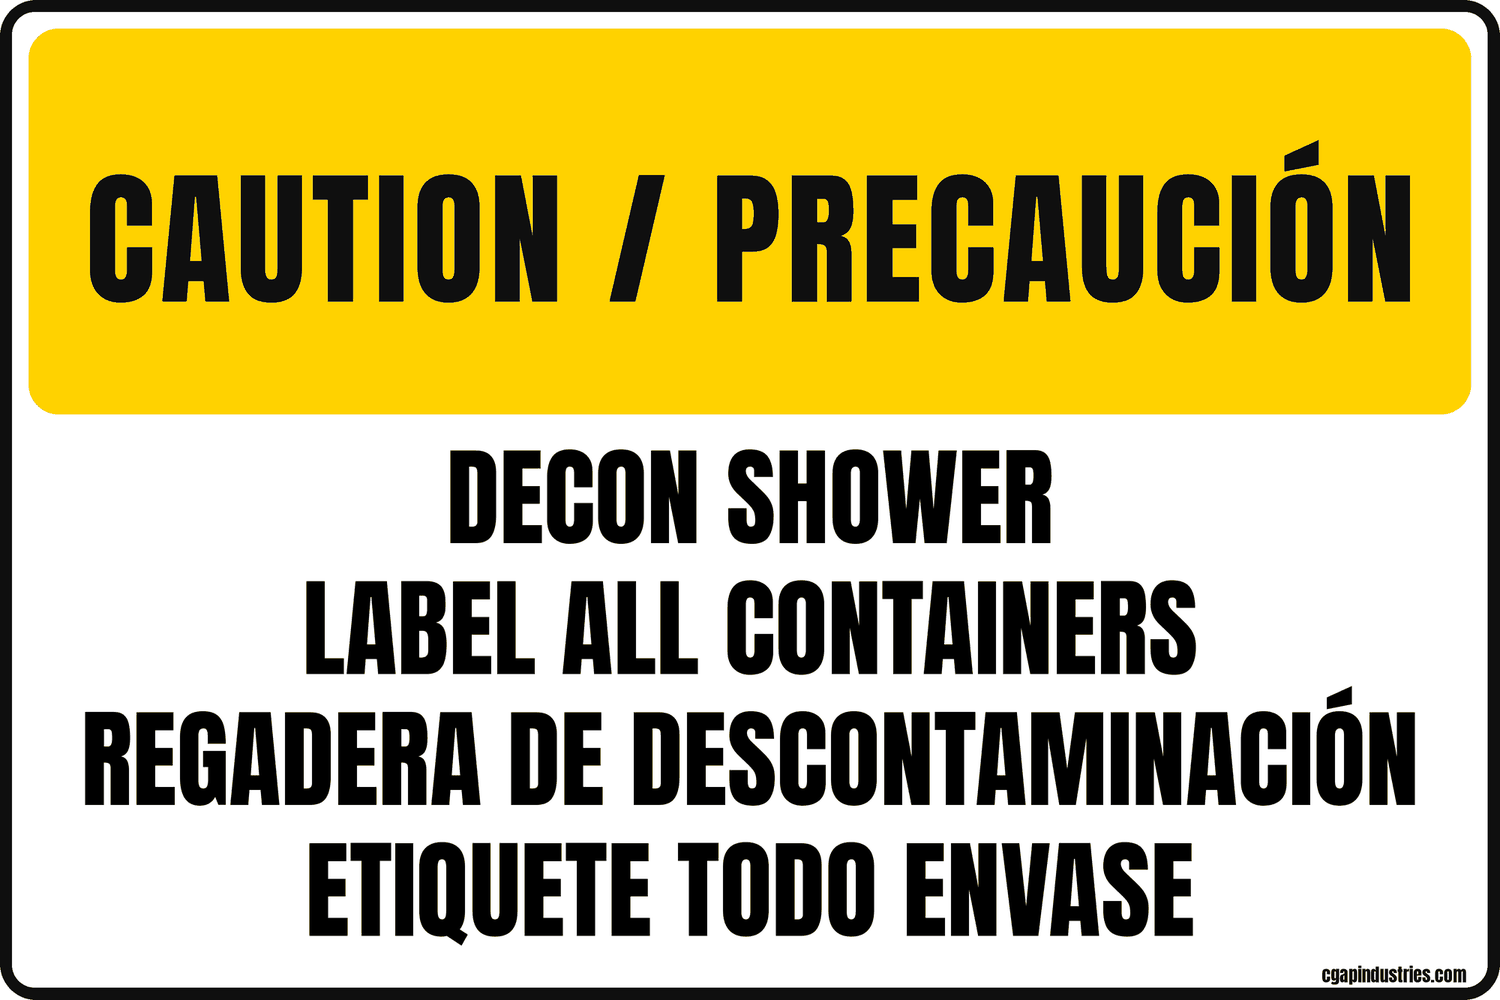 CAUTION / PRECAUCIÓN
DECON SHOWER
LABEL ALL CONTAINERS
REGADERA DE DESCONTAMINACIÓN
ETIQUETE TODO ENVASE
cgapindustries.com